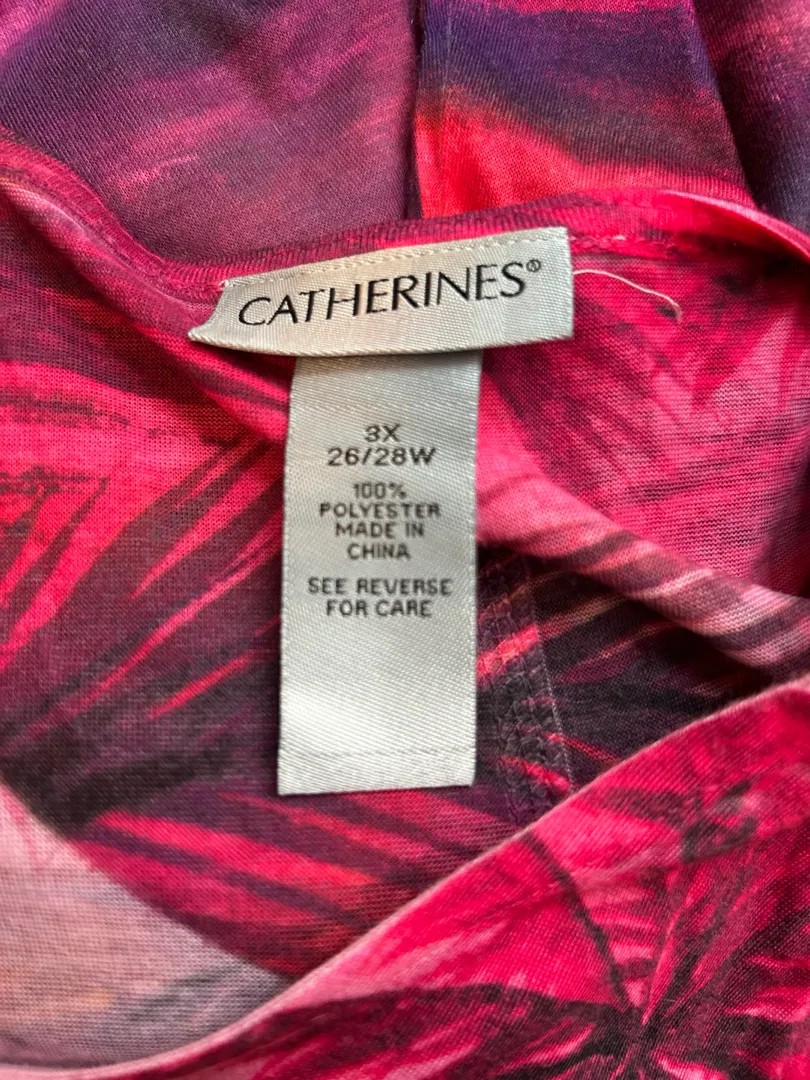 CATHERINES®
3X
26/28W
100%
POLYESTER
MADE IN
CHINA
SEE REVERSE
FOR CARE